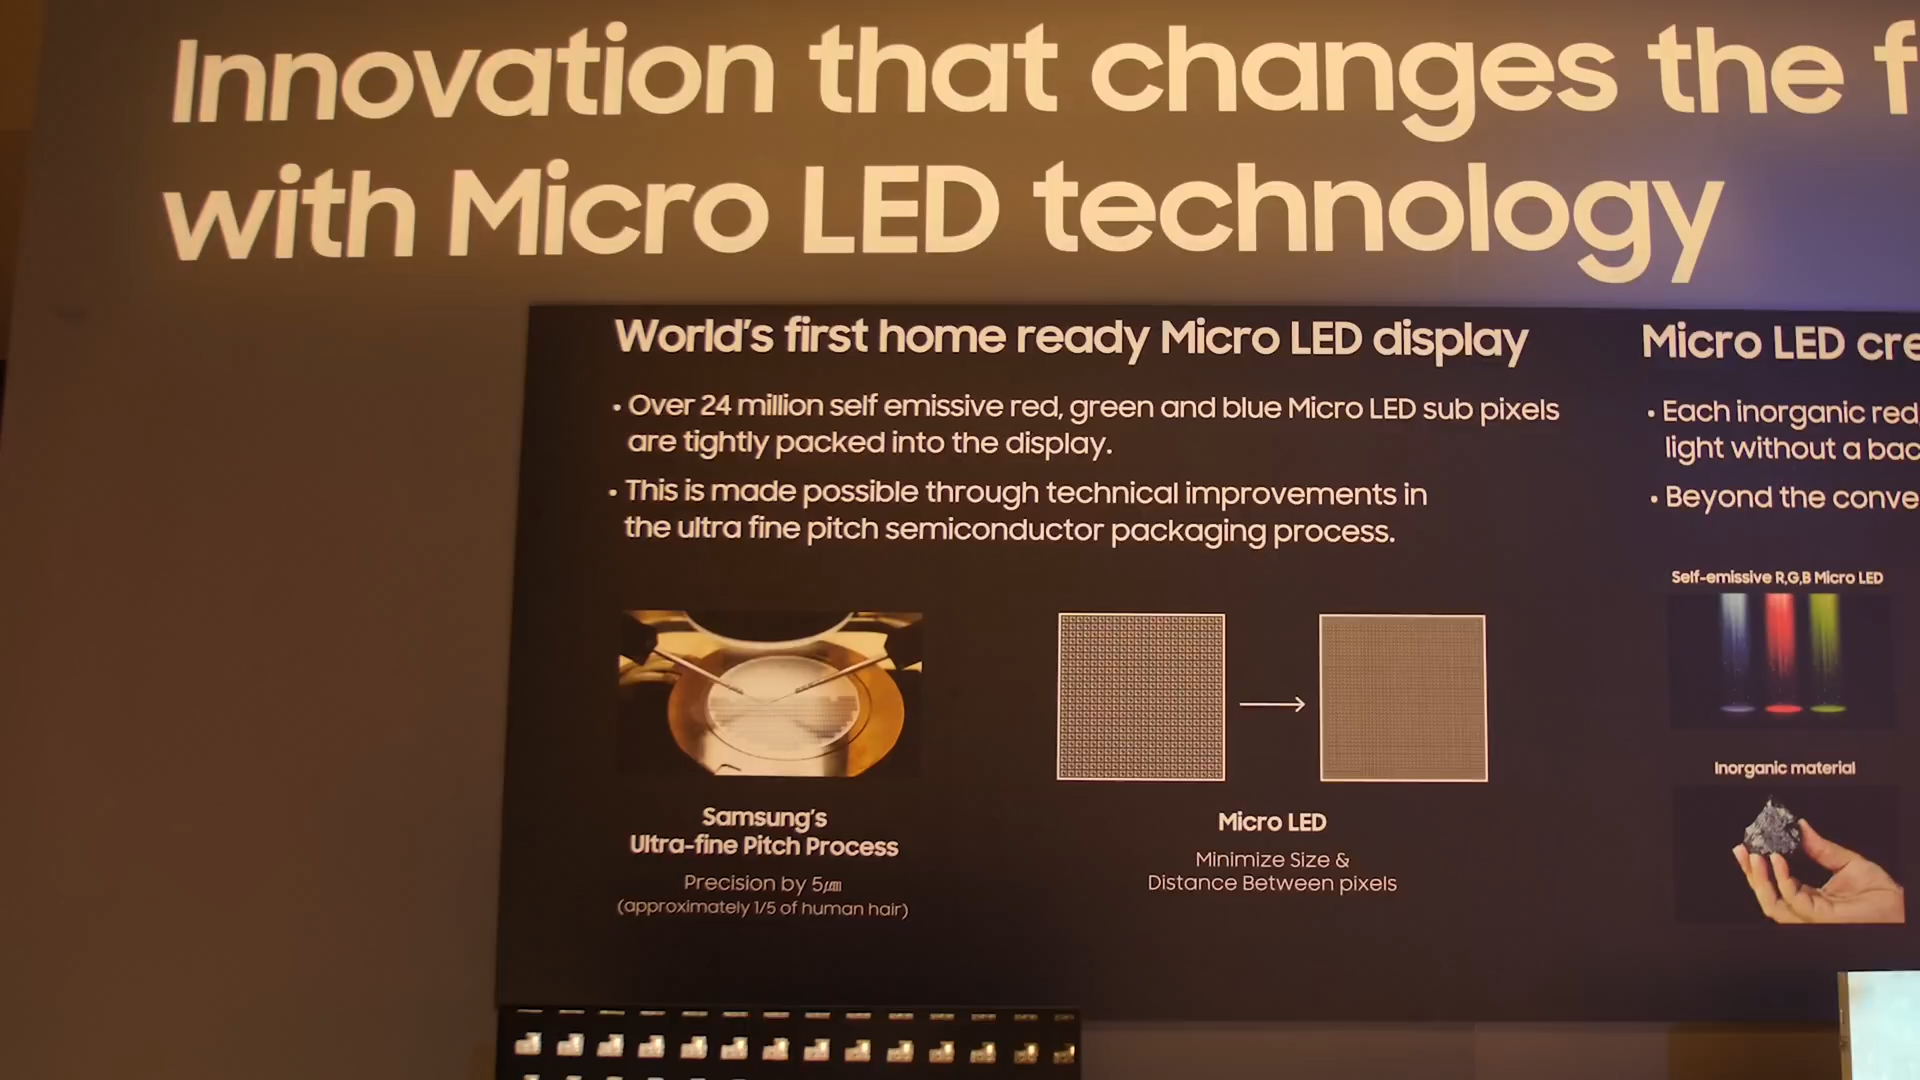 Innovation that changes the f
with Micro LED technology
World's first home ready Micro LED display
• Over 24 million self emissive red, green and blue Micro LED sub pixels
are tightly packed into the display.
• This is made possible through technical improvements in
the ultra fine pitch semiconductor packaging process.
Samsung's
Ultra-fine Pitch Process
Precision by 5㎛
(approximately 1/5 of human hair)
Micro LED
Minimize Size &
Distance Between pixels
Micro LED cre
• Each inorganic red,
light without a bac
• Beyond the conve
Self-emissive R,G,B Micro LED
Inorganic material